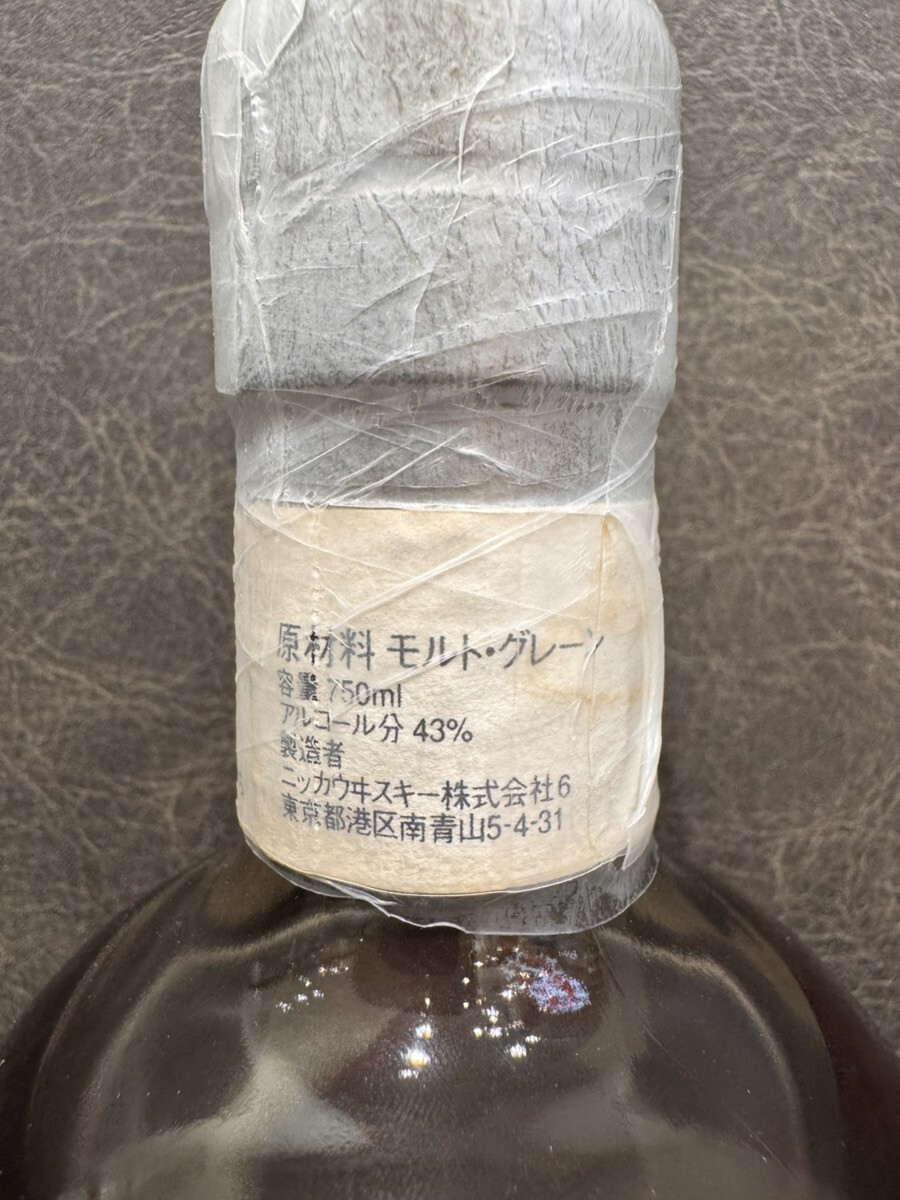 原材料 モルト・グレーン
容量 750ml
アルコール分 43%
製造者
ニッカウヰスキー株式会社6
東京都港区南青山5-4-31